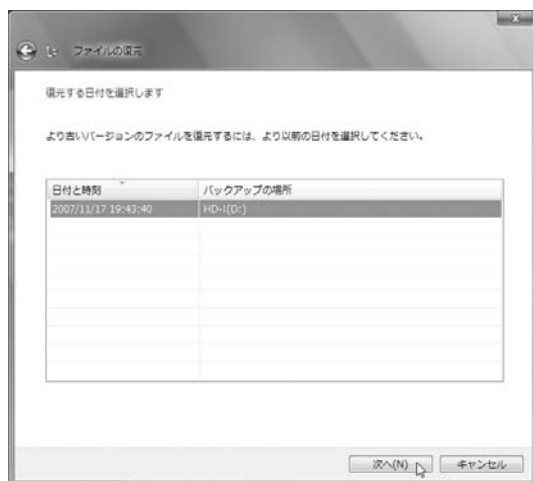 ファイルの復元
復元する日付を選択します
より古いバージョンのファイルを復元するには、より以前の日付を選択してください。
日付と時刻 バックアップの場所
2007/11/17 19:43:40 HD-I(D:)
次へ(N) キャンセル